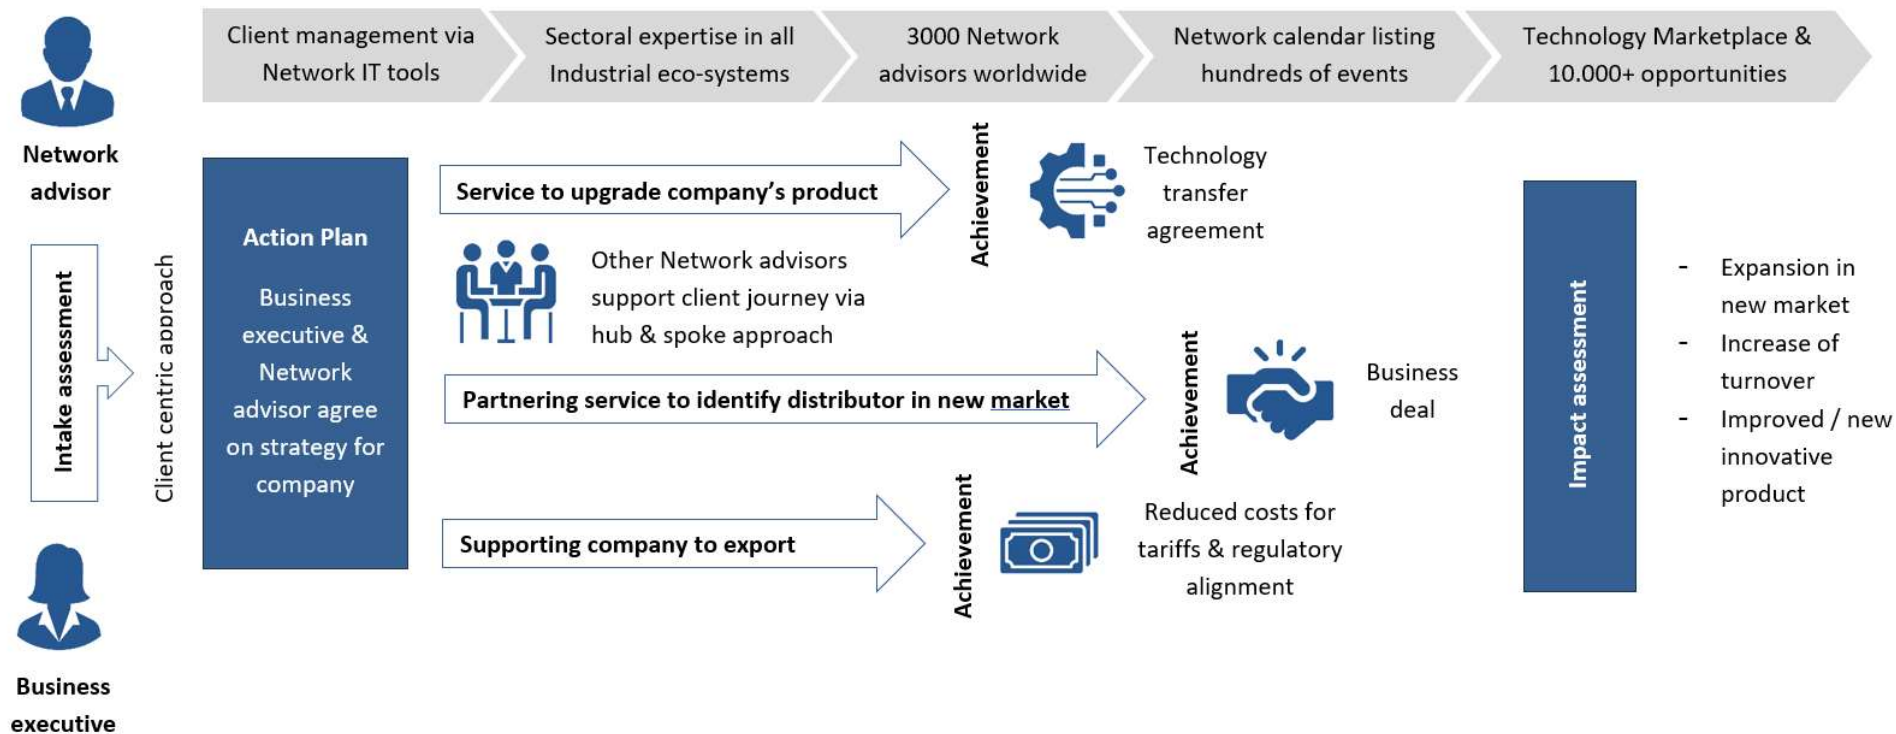 Client management via
Network IT tools
Sectoral expertise in all
Industrial eco-systems
3000 Network
advisors worldwide
Network calendar listing
hundreds of events
Technology Marketplace &
10.000+ opportunities
Network
advisor
Intake assessment
Business
executive
Client centric approach
Action Plan
Business
executive &
Network
advisor agree
on strategy for
company
Service to upgrade company’s product
Achievement
Technology
transfer
agreement
Other Network advisors
support client journey via
hub & spoke approach
Partnering service to identify distributor in new market
Achievement
Business
deal
Supporting company to export
Achievement
Reduced costs for
tariffs & regulatory
alignment
Impact assessment
- Expansion in
new market
- Increase of
turnover
- Improved / new
innovative
product